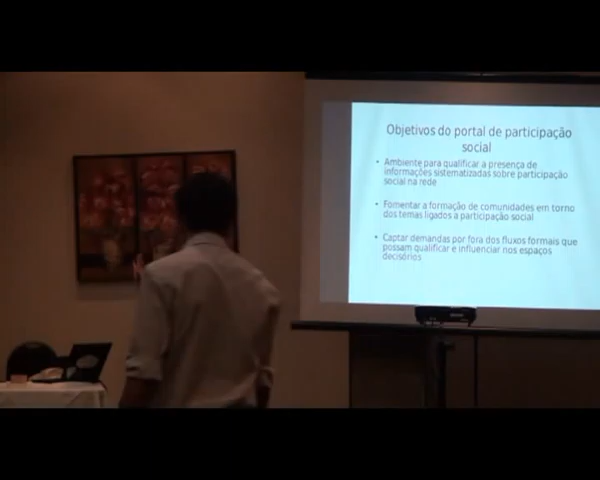 Objetivos do portal de participação
social
• Ambiente para qualificar a presença de
informações sistematizadas sobre participação
social na rede
• Fomentar a formação de comunidades em torno
dos temas ligados a participação social
• Captar demandas por fora dos fluxos formais que
possam qualificar e influenciar nos espaços
decisórios